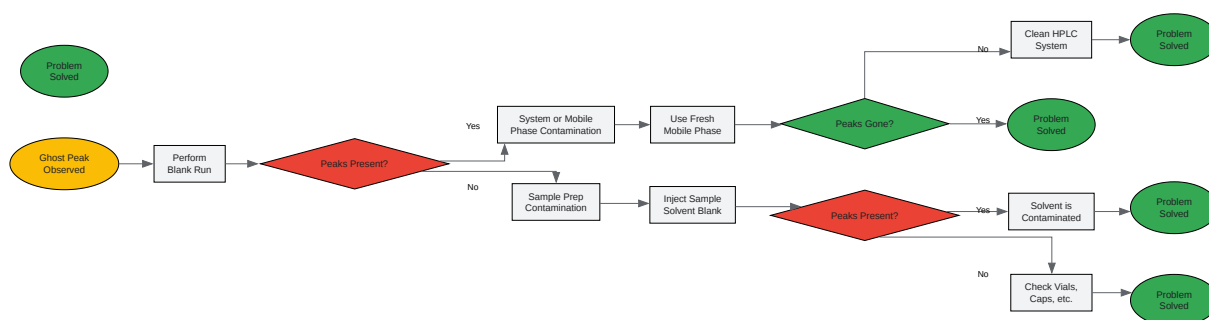 Problem
Solved
Ghost Peak
Observed
Perform
Blank Run
Peaks Present?
Yes
No
System or Mobile
Phase Contamination
Use Fresh
Mobile Phase
Peaks Gone?
No
Clean HPLC
System
Problem
Solved
Yes
Problem
Solved
Sample Prep
Contamination
Inject Sample
Solvent Blank
Peaks Present?
Yes
Solvent is
Contaminated
Problem
Solved
No
Check Vials,
Caps, etc.
Problem
Solved